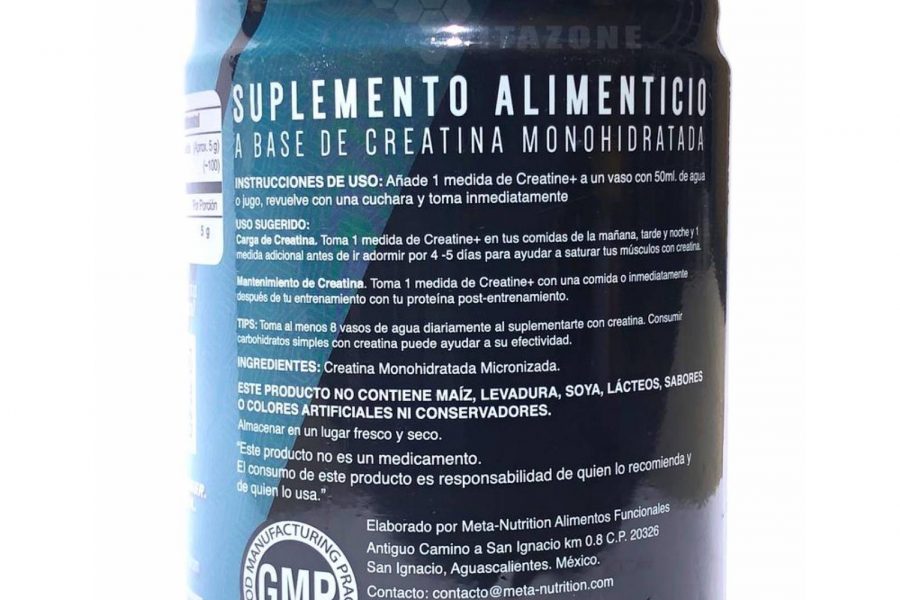 TAZONE
SUPLEMENTO ALIMENTICIO
A BASE DE CREATINA MONOHIDRATADA
INSTRUCCIONES DE USO: Añade 1 medida de Creatine+ a un vaso con 50ml. de agua
o jugo, revuelve con una cuchara y toma inmediatamente
USO SUGERIDO:
Carga de Creatina. Toma 1 medida de Creatine+ en tus comidas de la mañana, tarde y noche y 1
medida adicional antes de ir adormir por 4 -5 días para ayudar a saturar tus músculos con creatina.
Mantenimiento de Creatina. Toma 1 medida de Creatine+ con una comida o inmediatamente
después de tu entrenamiento con tu proteína post-entrenamiento.
TIPS: Toma al menos 8 vasos de agua diariamente al suplementarte con creatina. Consumir
carbohidratos simples con creatina puede ayudar a su efectividad.
INGREDIENTES: Creatina Monohidratada Micronizada.
ESTE PRODUCTO NO CONTIENE MAÍZ, LEVADURA, SOYA, LÁCTEOS, SABORES
O COLORES ARTIFICIALES NI CONSERVADORES.
Almacenar en un lugar fresco y seco.
"Este producto no es un medicamento.
El consumo de este producto es responsabilidad de quien lo recomienda y
de quien lo usa."
Elaborado por Meta-Nutrition Alimentos Funcionales
Antiguo Camino a San Ignacio km 0.8 C.P. 20326
San Ignacio, Aguascalientes. México.
Contacto: contacto@meta-nutrition.com
OOD MANUFACTURING PRAC
GMP
(Aprox. 5 g)
(~100)
Por Porción
5 g